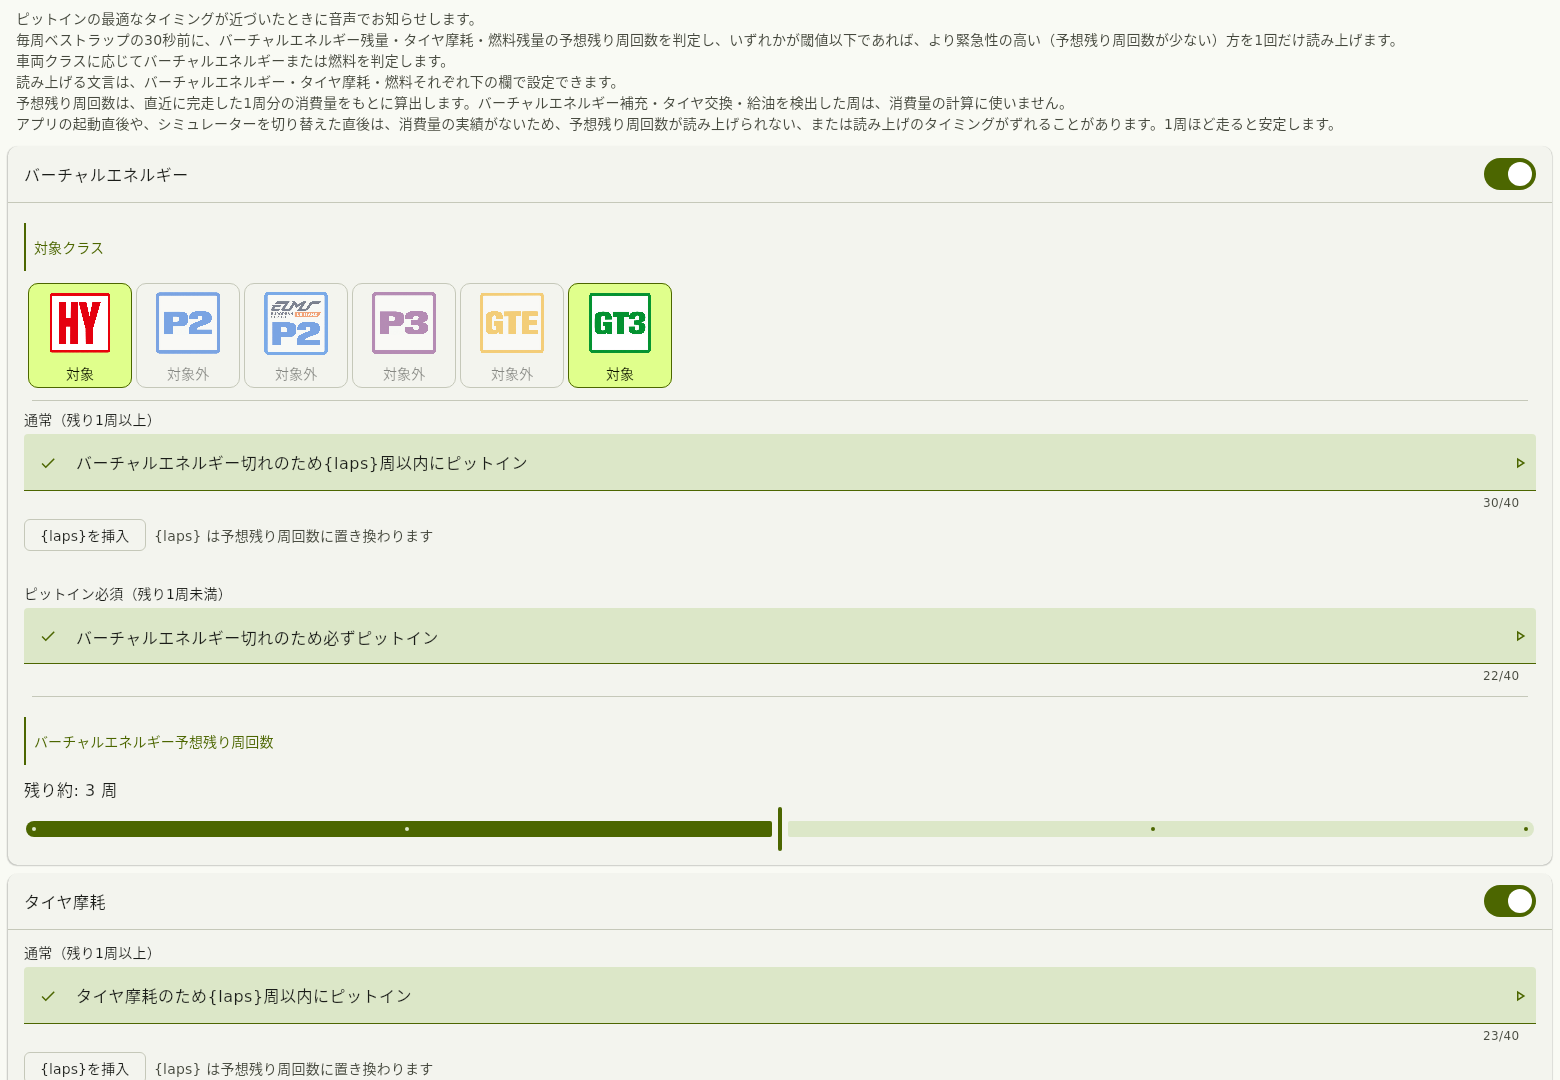 ピットインの最適なタイミングが近づいたときに音声でお知らせします。
毎周ベストラップの30秒前に、バーチャルエネルギー残量・タイヤ摩耗・燃料残量の予想残り周回数を判定し、いずれかが閾値以下であれば、より緊急性の高い（予想残り周回数が少ない）方を1回だけ読み上げます。
車両クラスに応じてバーチャルエネルギーまたは燃料を判定します。
読み上げる文言は、バーチャルエネルギー・タイヤ摩耗・燃料それぞれ下の欄で設定できます。
予想残り周回数は、直近に完走した1周分の消費量をもとに算出します。バーチャルエネルギー補充・タイヤ交換・給油を検出した周は、消費量の計算に使いません。
アプリの起動直後や、シミュレーターを切り替えた直後は、消費量の実績がないため、予想残り周回数が読み上げられない、または読み上げのタイミングがずれることがあります。1周ほど走ると安定します。
バーチャルエネルギー
対象クラス
HY P2 ELMS P2 P3 GTE GT3
対象 対象外 対象外 対象外 対象外 対象
通常（残り1周以上）
バーチャルエネルギー切れのため{laps}周以内にピットイン
30/40
{laps}を挿入 {laps} は予想残り周回数に置き換わります
ピットイン必須（残り1周未満）
バーチャルエネルギー切れのため必ずピットイン
22/40
バーチャルエネルギー予想残り周回数
残り約: 3 周
タイヤ摩耗
通常（残り1周以上）
タイヤ摩耗のため{laps}周以内にピットイン
23/40
{laps}を挿入 {laps} は予想残り周回数に置き換わります